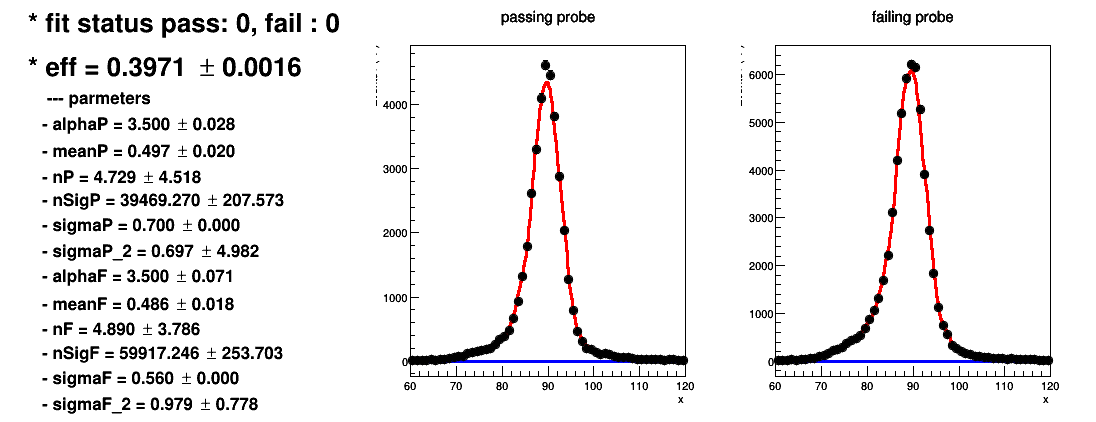 * fit status pass: 0, fail : 0
* eff = 0.3971 ± 0.0016
--- parmeters
- alphaP = 3.500 ± 0.028
- meanP = 0.497 ± 0.020
- nP = 4.729 ± 4.518
- nSigP = 39469.270 ± 207.573
- sigmaP = 0.700 ± 0.000
- sigmaP_2 = 0.697 ± 4.982
- alphaF = 3.500 ± 0.071
- meanF = 0.486 ± 0.018
- nF = 4.890 ± 3.786
- nSigF = 59917.246 ± 253.703
- sigmaF = 0.560 ± 0.000
- sigmaF_2 = 0.979 ± 0.778
passing probe
4000
3000
2000
1000
0
60 70 80 90 100 110 120
x
failing probe
6000
5000
4000
3000
2000
1000
0
60 70 80 90 100 110 120
x